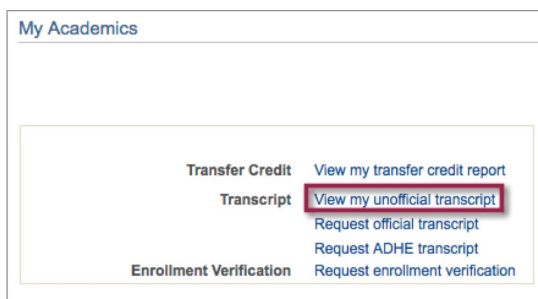 My Academics
Transfer Credit View my transfer credit report
Transcript View my unofficial transcript
Request official transcript
Request ADHE transcript
Enrollment Verification Request enrollment verification